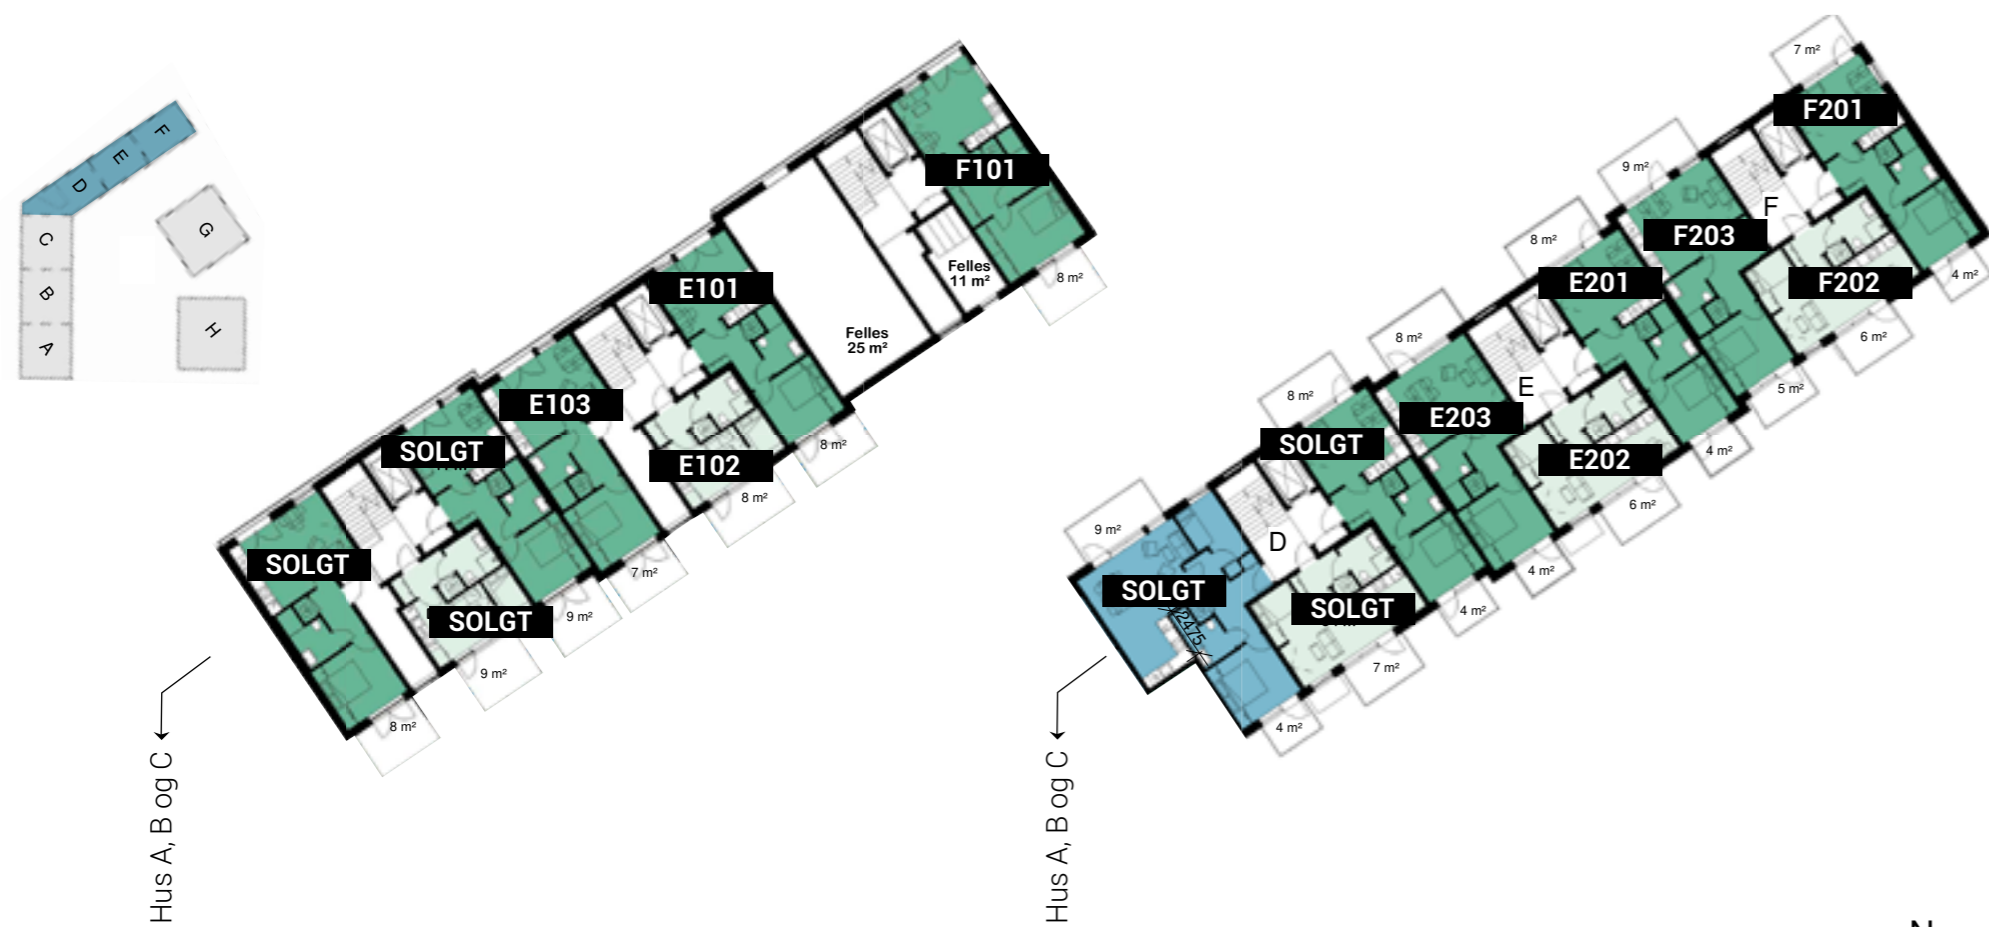 F
E
D
C
B
A
G
H
F101
Felles
11 m²
8 m²
E101
Felles
25 m²
E103
8 m²
E102
8 m²
SOLGT
7 m²
SOLGT
9 m²
SOLGT
9 m²
8 m²
Hus A, B og C
7 m²
F201
9 m²
F
F203
8 m²
4 m²
F202
E201
6 m²
8 m²
E
5 m²
E203
8 m²
4 m²
E202
SOLGT
6 m²
9 m²
D
4 m²
SOLGT
2475
SOLGT
4 m²
7 m²
4 m²
Hus A, B og C